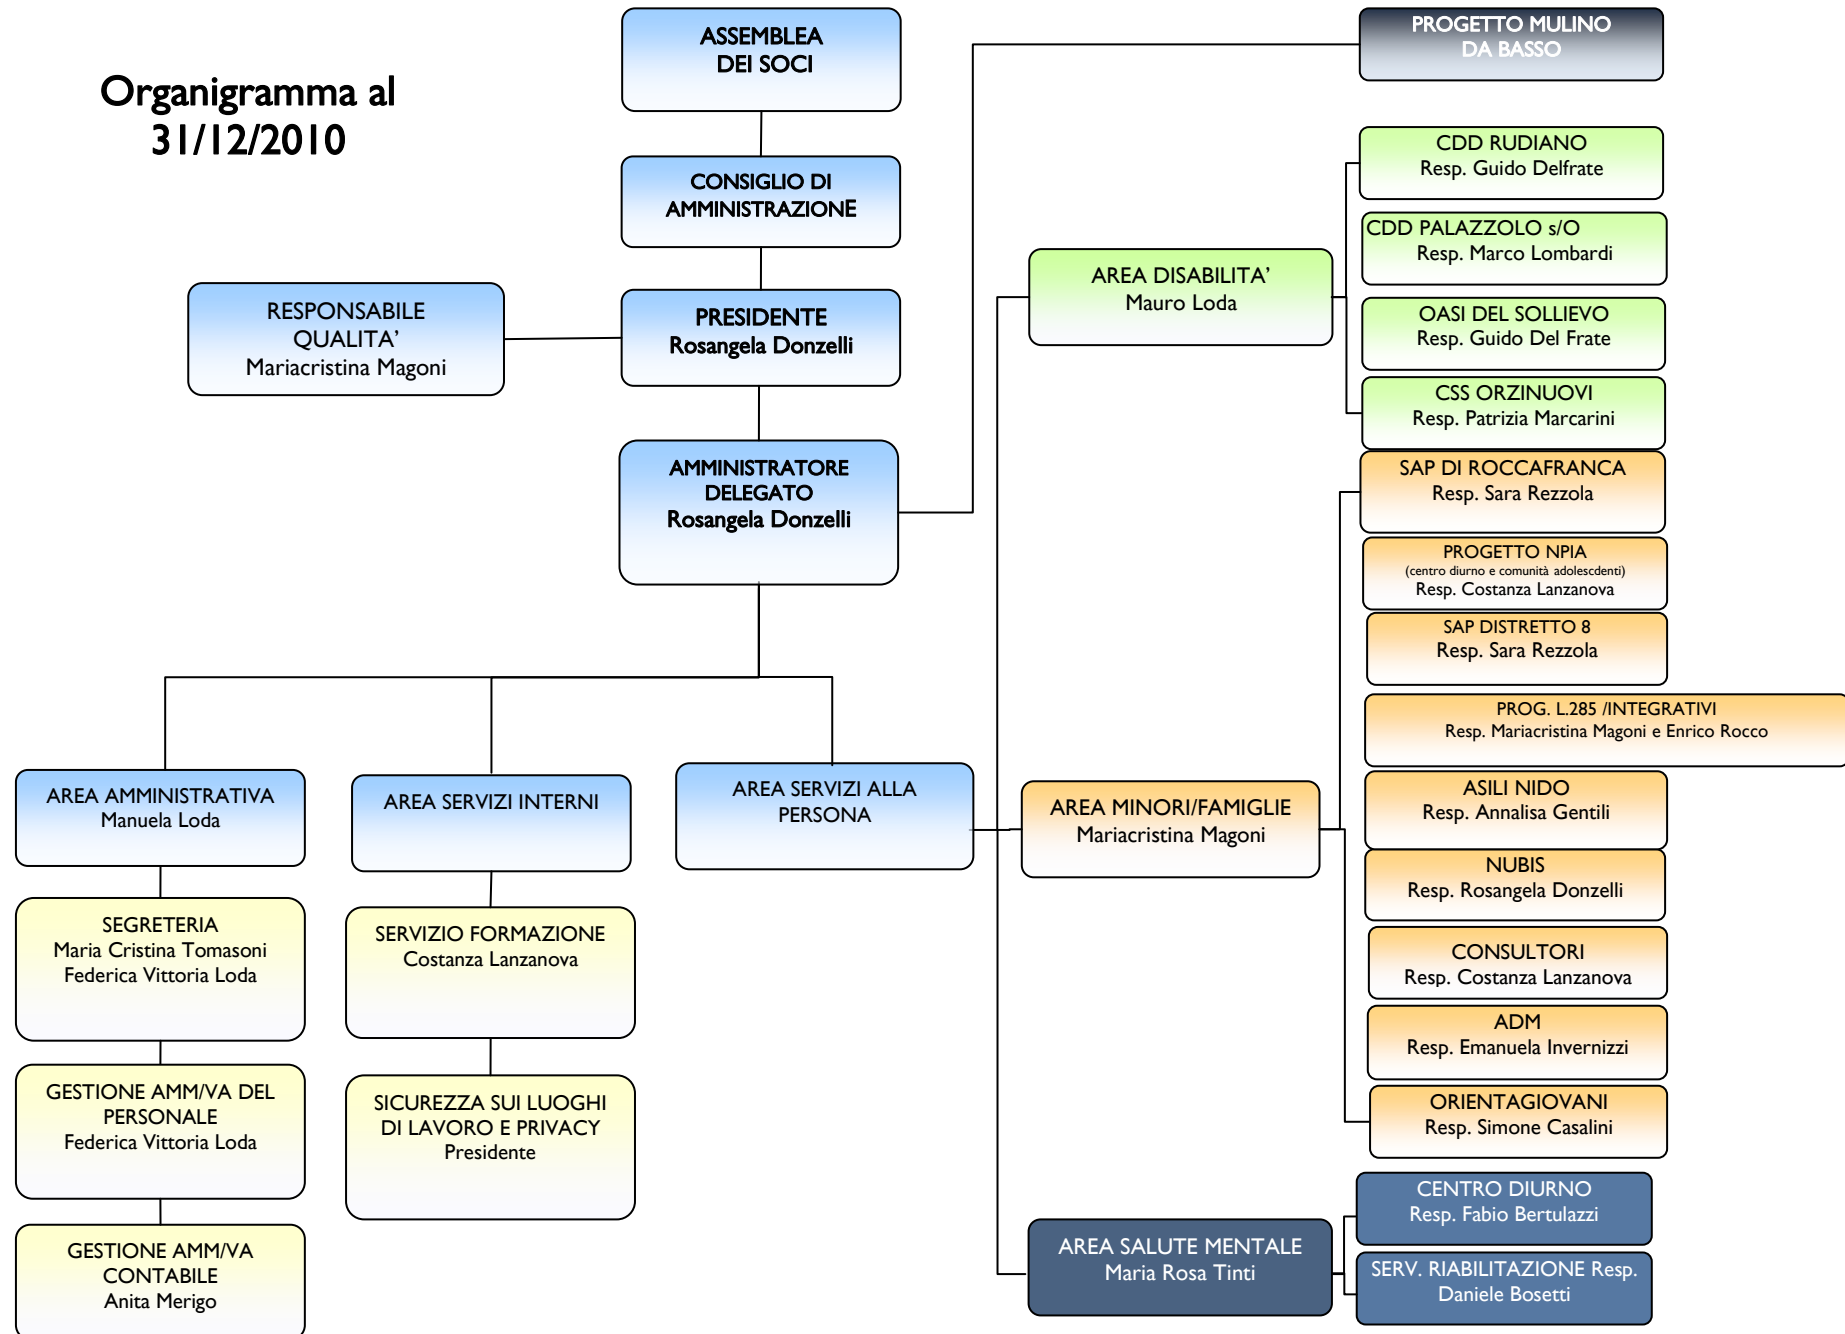 Organigramma al
31/12/2010
ASSEMBLEA
DEI SOCI
CONSIGLIO DI
AMMINISTRAZIONE
RESPONSABILE
QUALITA’
Mariacristina Magoni
PRESIDENTE
Rosangela Donzelli
AMMINISTRATORE
DELEGATO
Rosangela Donzelli
PROGETTO MULINO
DA BASSO
AREA AMMINISTRATIVA
Manuela Loda
SEGRETERIA
Maria Cristina Tomasoni
Federica Vittoria Loda
GESTIONE AMM/VA DEL
PERSONALE
Federica Vittoria Loda
GESTIONE AMM/VA
CONTABILE
Anita Merigo
AREA SERVIZI INTERNI
SERVIZIO FORMAZIONE
Costanza Lanzanova
SICUREZZA SUI LUOGHI
DI LAVORO E PRIVACY
Presidente
AREA SERVIZI ALLA
PERSONA
AREA DISABILITA’
Mauro Loda
CDD RUDIANO
Resp. Guido Delfrate
CDD PALAZZOLO s/O
Resp. Marco Lombardi
OASI DEL SOLLIEVO
Resp. Guido Del Frate
CSS ORZINUOVI
Resp. Patrizia Marcarini
AREA MINORI/FAMIGLIE
Mariacristina Magoni
SAP DI ROCCAFRANCA
Resp. Sara Rezzola
PROGETTO NPIA
(centro diurno e comunità adolescdenti)
Resp. Costanza Lanzanova
SAP DISTRETTO 8
Resp. Sara Rezzola
PROG. L.285 /INTEGRATIVI
Resp. Mariacristina Magoni e Enrico Rocco
ASILI NIDO
Resp. Annalisa Gentili
NUBIS
Resp. Rosangela Donzelli
CONSULTORI
Resp. Costanza Lanzanova
ADM
Resp. Emanuela Invernizzi
ORIENTAGIOVANI
Resp. Simone Casalini
AREA SALUTE MENTALE
Maria Rosa Tinti
CENTRO DIURNO
Resp. Fabio Bertulazzi
SERV. RIABILITAZIONE Resp.
Daniele Bosetti